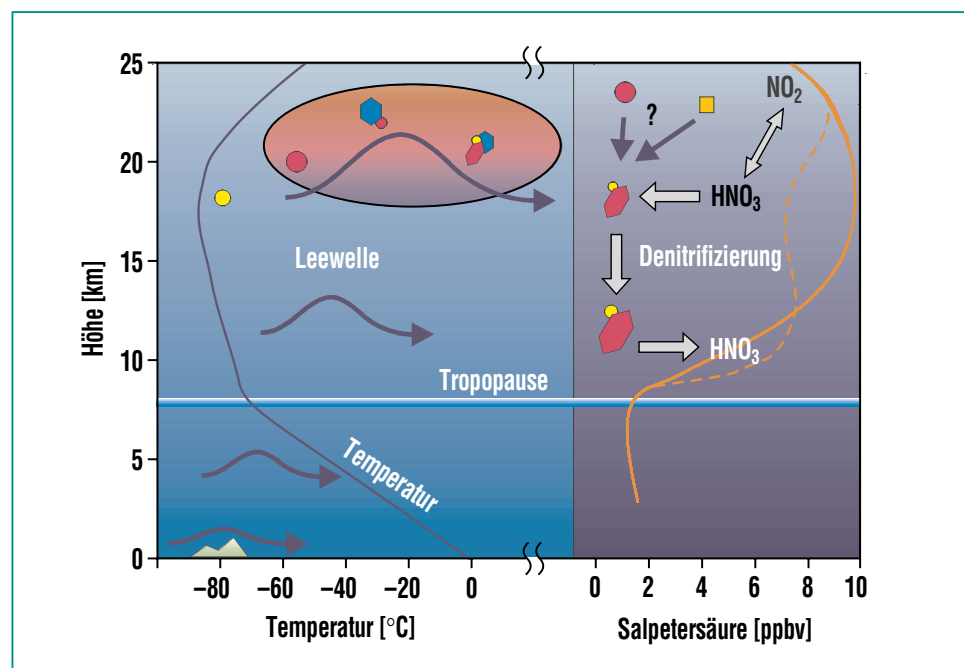 25
20
15
10
5
0
Höhe [km]
Leewelle
Tropopause
Temperatur
–80
–60
–40
–20
0
Temperatur [°C]
?
NO2
HNO3
Denitrifizierung
HNO3
0
2
4
6
8
10
Salpetersäure [ppbv]